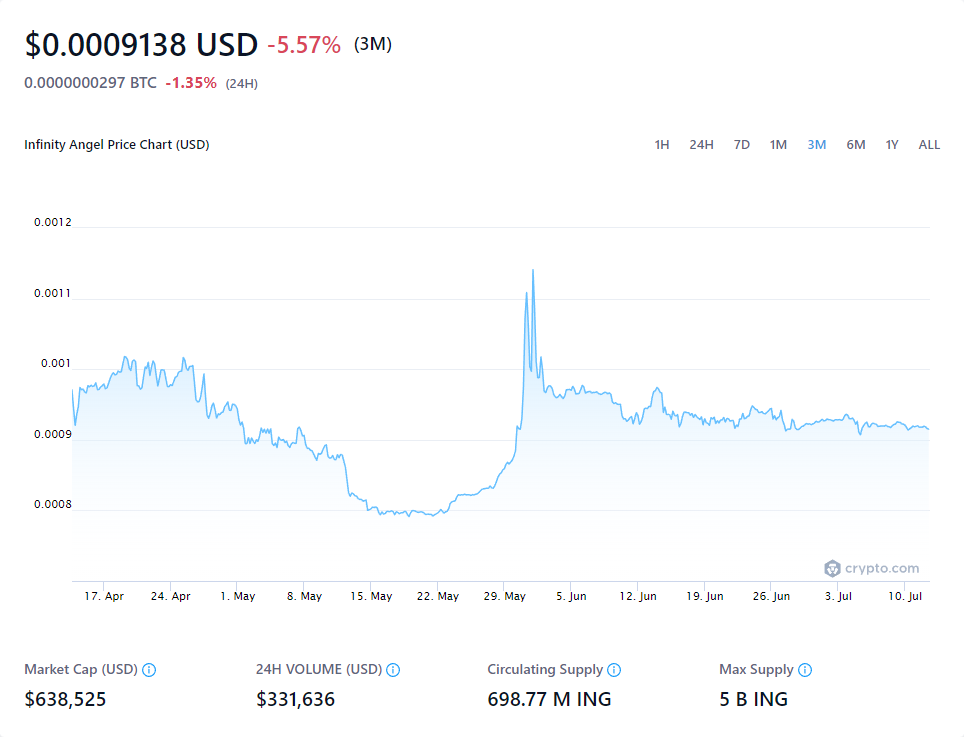 $0.0009138 USD -5.57% (3M)
0.0000000297 BTC -1.35% (24H)
Infinity Angel Price Chart (USD) 1H 24H 7D 1M 3M 6M 1Y ALL
0.0012
0.0011
0.001
0.0009
0.0008
crypto.com
17. Apr 24. Apr 1. May 8. May 15. May 22. May 29. May 5. Jun 12. Jun 19. Jun 26. Jun 3. Jul 10. Jul
Market Cap (USD) 24H VOLUME (USD) Circulating Supply Max Supply
$638,525 $331,636 698.77 M ING 5 B ING